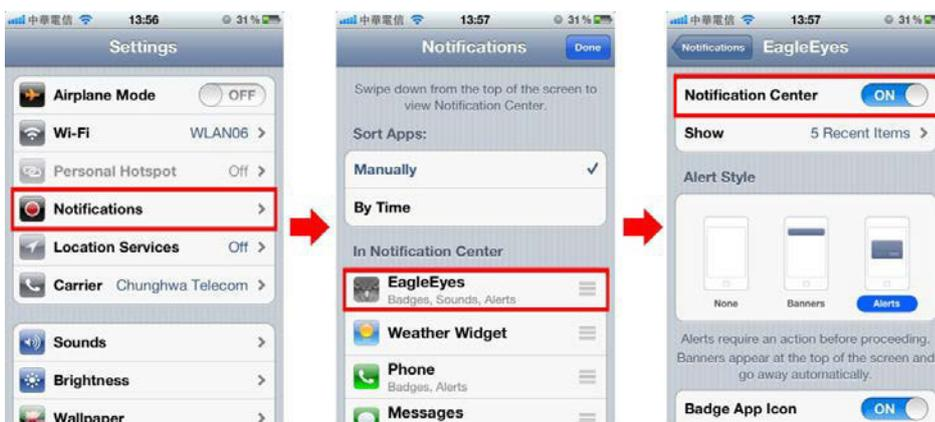 中華電信 13:56 31%
Settings
Airplane Mode OFF
Wi-Fi WLAN06
Personal Hotspot Off
Notifications
Location Services Off
Carrier Chunghwa Telecom
Sounds
Brightness
Wallpaper
中華電信 13:57 31%
Notifications Done
Swipe down from the top of the screen to
view Notification Center.
Sort Apps:
Manually
By Time
In Notification Center
EagleEyes
Badges, Sounds, Alerts
Weather Widget
Phone
Badges, Alerts
Messages
中華電信 13:57 31%
Notifications EagleEyes
Notification Center ON
Show 5 Recent Items
Alert Style
None Banners Alerts
Alerts require an action before proceeding.
Banners appear at the top of the screen and
go away automatically.
Badge App Icon ON